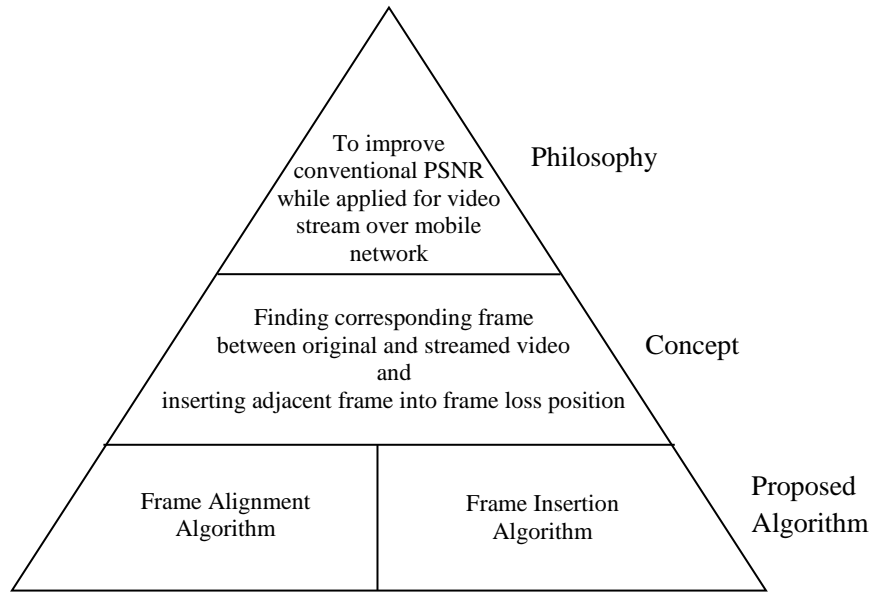 To improve
conventional PSNR
while applied for video
stream over mobile
network
Philosophy
Finding corresponding frame
between original and streamed video
and
inserting adjacent frame into frame loss position
Concept
Frame Alignment
Algorithm
Frame Insertion
Algorithm
Proposed
Algorithm